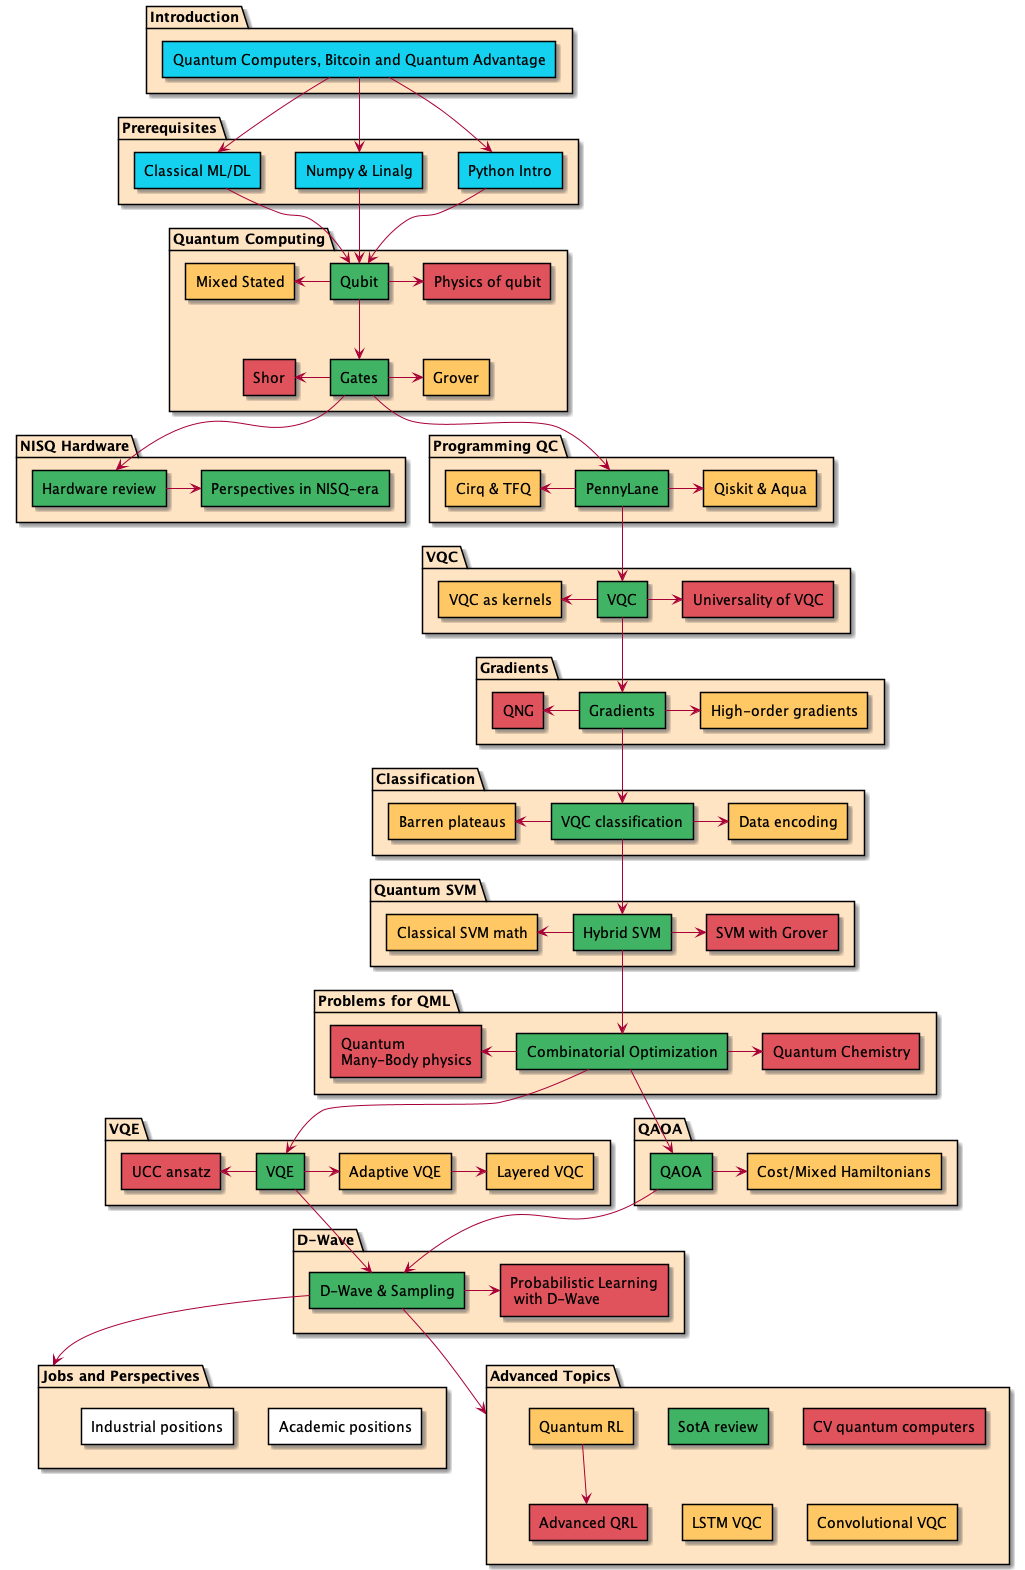 Introduction
Quantum Computers, Bitcoin and Quantum Advantage
Prerequisites
Classical ML/DL
Numpy & Linalg
Python Intro
Quantum Computing
Mixed Stated
Qubit
Physics of qubit
Shor
Gates
Grover
NISQ Hardware
Hardware review
Perspectives in NISQ-era
Programming QC
Cirq & TFQ
PennyLane
Qiskit & Aqua
VQC
VQC as kernels
VQC
Universality of VQC
Gradients
QNG
Gradients
High-order gradients
Classification
Barren plateaus
VQC classification
Data encoding
Quantum SVM
Classical SVM math
Hybrid SVM
SVM with Grover
Problems for QML
Quantum
Many-Body physics
Combinatorial Optimization
Quantum Chemistry
VQE
UCC ansatz
VQE
Adaptive VQE
Layered VQC
QAOA
QAOA
Cost/Mixed Hamiltonians
D-Wave
D-Wave & Sampling
Probabilistic Learning
with D-Wave
Jobs and Perspectives
Industrial positions
Academic positions
Advanced Topics
Quantum RL
SotA review
CV quantum computers
Advanced QRL
LSTM VQC
Convolutional VQC